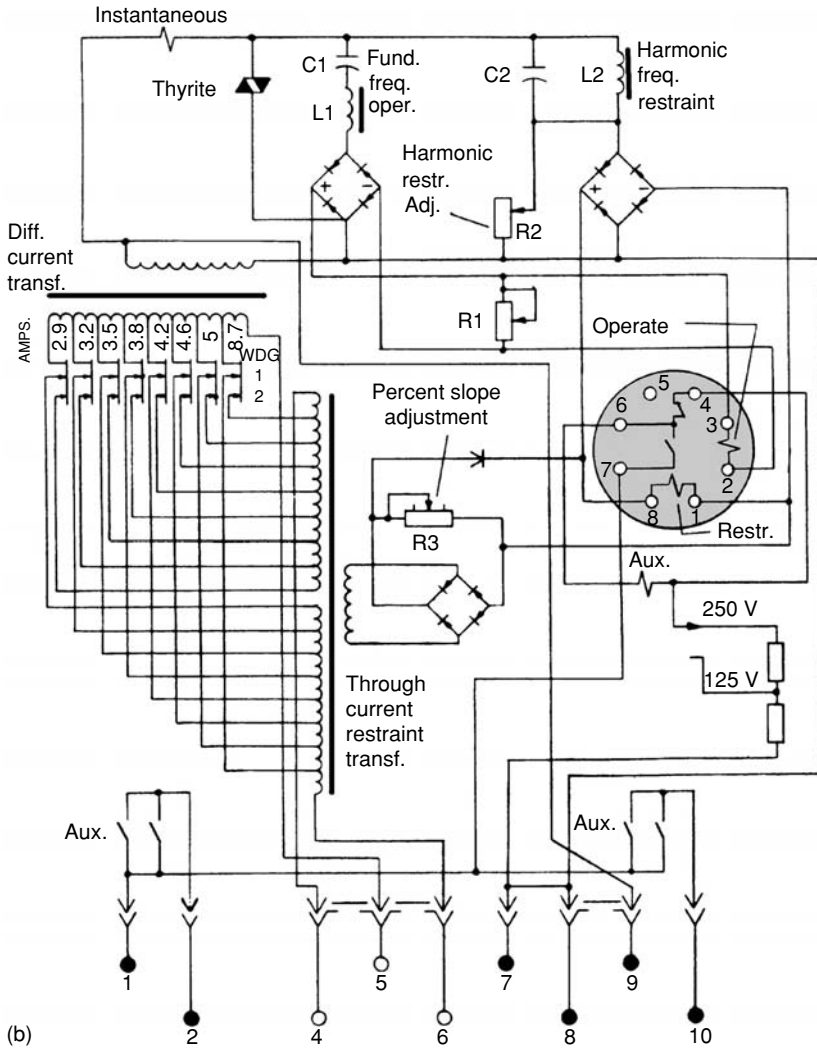 Instantaneous
Thyrite
C1
Fund.
freq.
oper.
L1
C2
L2
Harmonic
freq.
restraint
Harmonic
restr.
Adj.
+
−
+
−
R2
Diff.
current
transf.
R1
Operate
AMPS.
2.9
3.2
3.5
3.8
4.2
4.6
5
8.7
WDG
1
2
Percent slope
adjustment
5
6
4
3
7
2
8
1
R3
Restr.
Aux.
250 V
125 V
Through
current
restraint
transf.
Aux.
Aux.
1
2
4
5
6
7
8
9
10
(b)